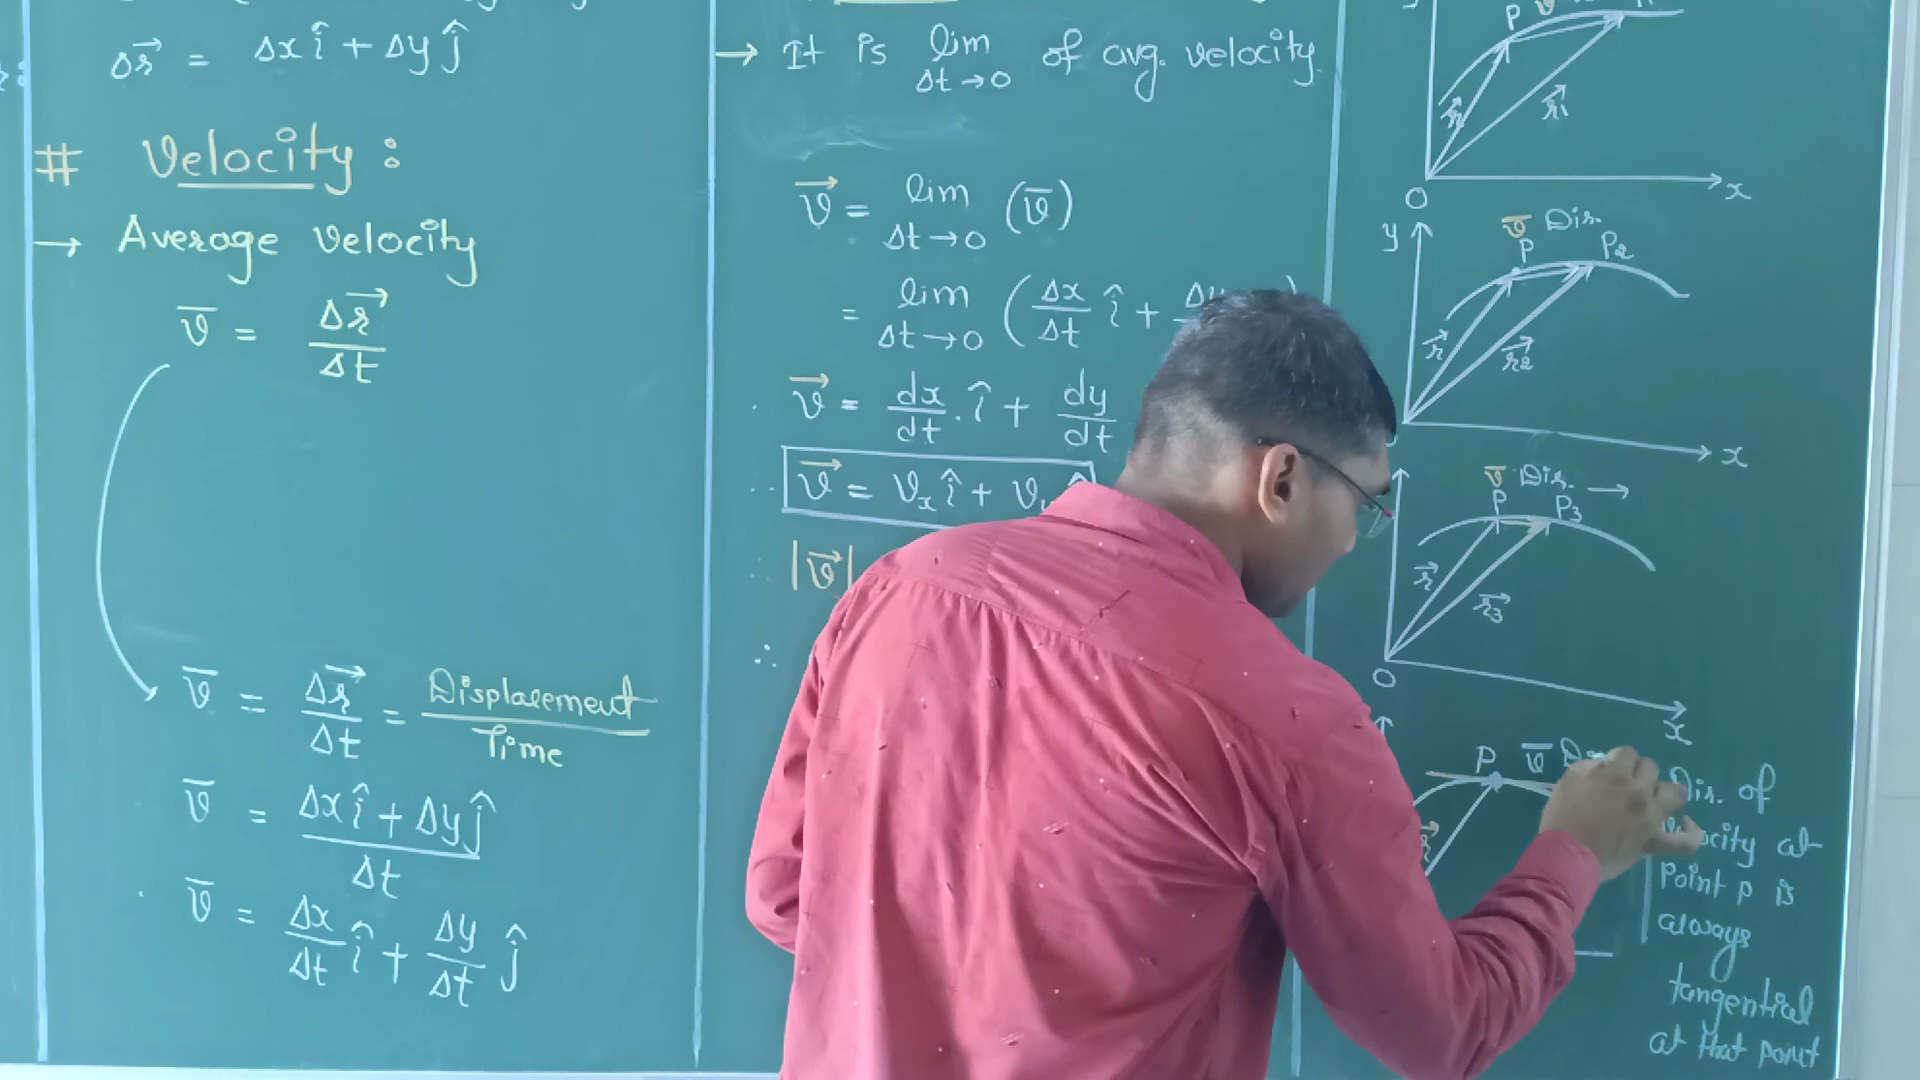 Δr⃗ = Δx î + Δy ĵ
# Velocity :
→ Average Velocity
v̄ = Δr⃗ / Δt
v̄ = Δr⃗ / Δt = Displacement / Time
v̄ = Δx î + Δy ĵ / Δt
v̄ = Δx/Δt î + Δy/Δt ĵ
→ It is lim Δt→0 of avg. velocity.
v⃗ = lim Δt→0 (v̄)
= lim Δt→0 (Δx/Δt î +
v⃗ = dx/dt . î + dy/dt
∴ v⃗ = vₓ î +
|v⃗|
∴
P v̄
r⃗ r⃗₁
O x
v̄ Dir.
y P P₂
r⃗ r⃗₂
x
v̄ Dir. →
P P₃
r⃗ r⃗₃
O
x
P v̄
r⃗
Dir. of
velocity at
point p is
always
tangential
at that point